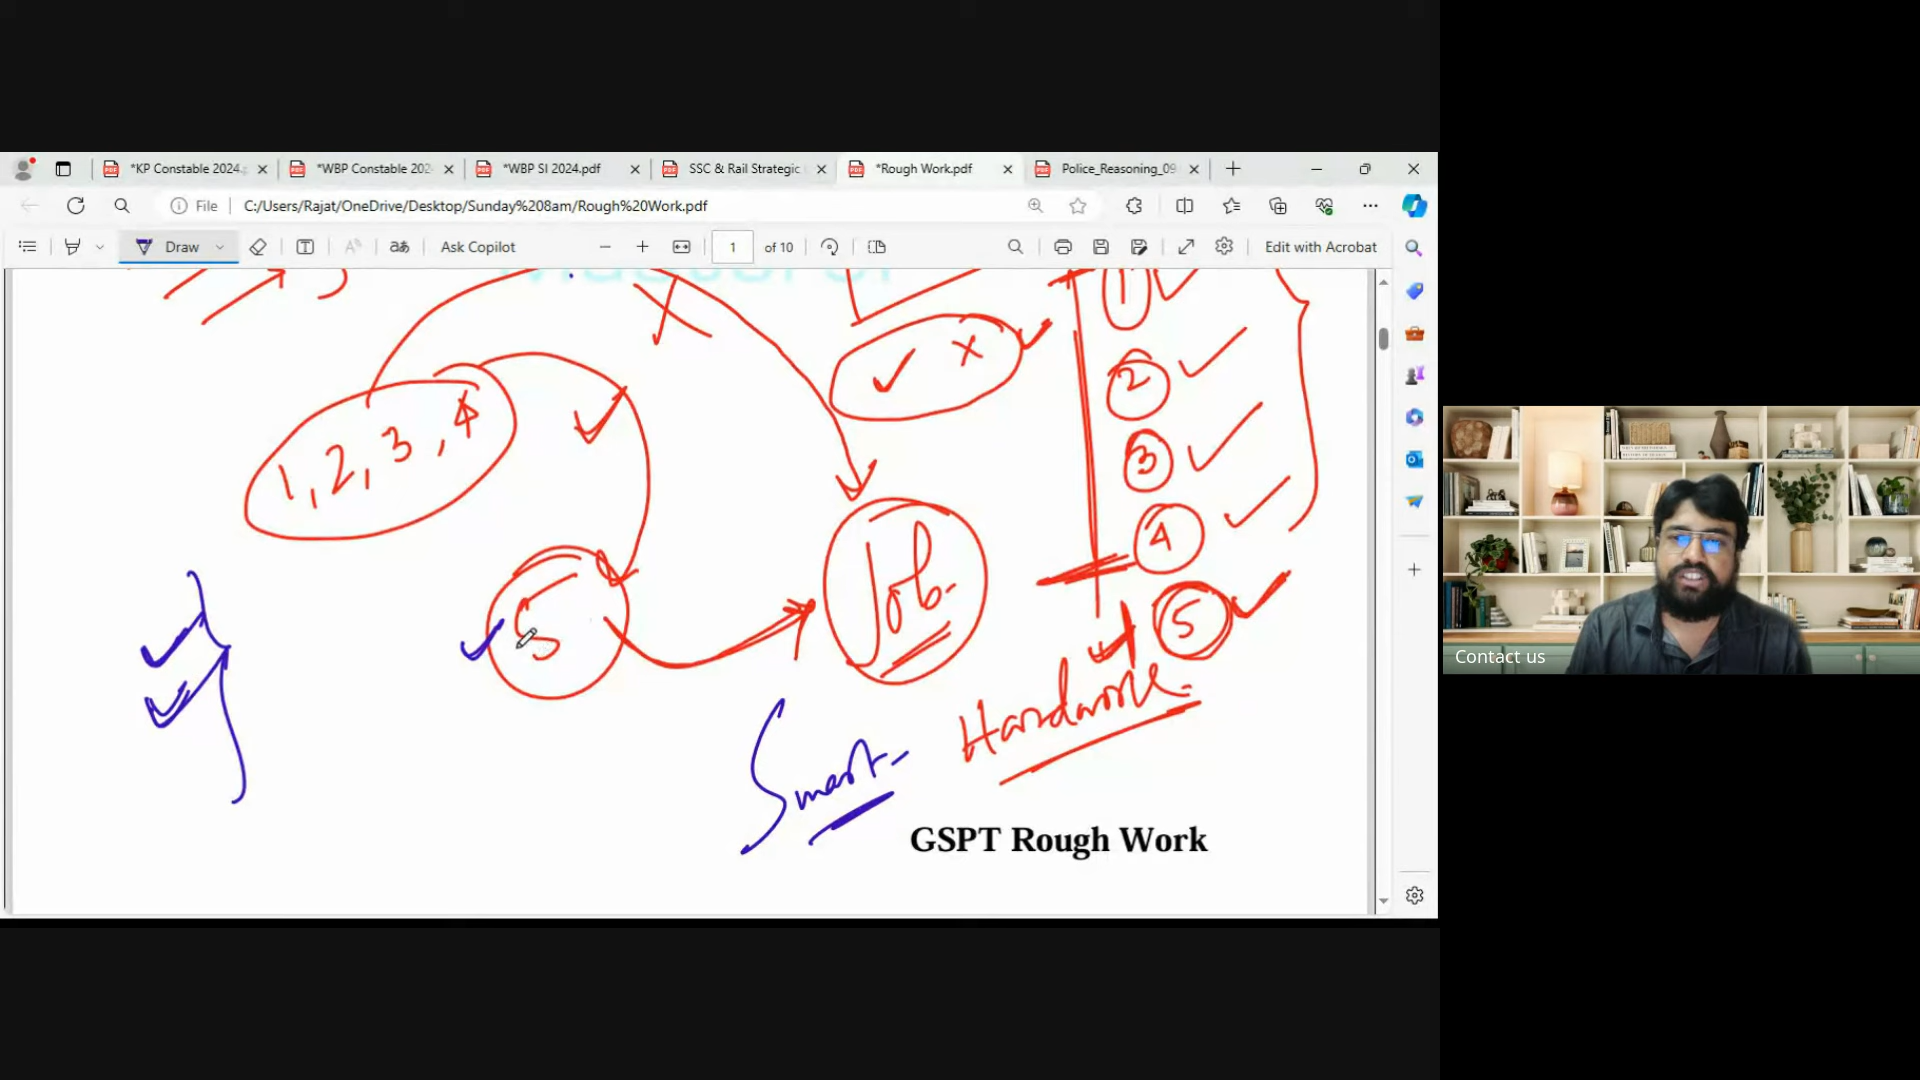 *KP Constable 2024.p
*WBP Constable 202
*WBP SI 2024.pdf
SSC & Rail Strategic
*Rough Work.pdf
Police_Reasoning_09
File
C:/Users/Rajat/OneDrive/Desktop/Sunday%208am/Rough%20Work.pdf
Draw
aあ
Ask Copilot
1
of 10
Edit with Acrobat
1
2
1, 2, 3, 4
3
4
Job.
5
5
Hardwork.
Smart-
GSPT Rough Work
Contact us